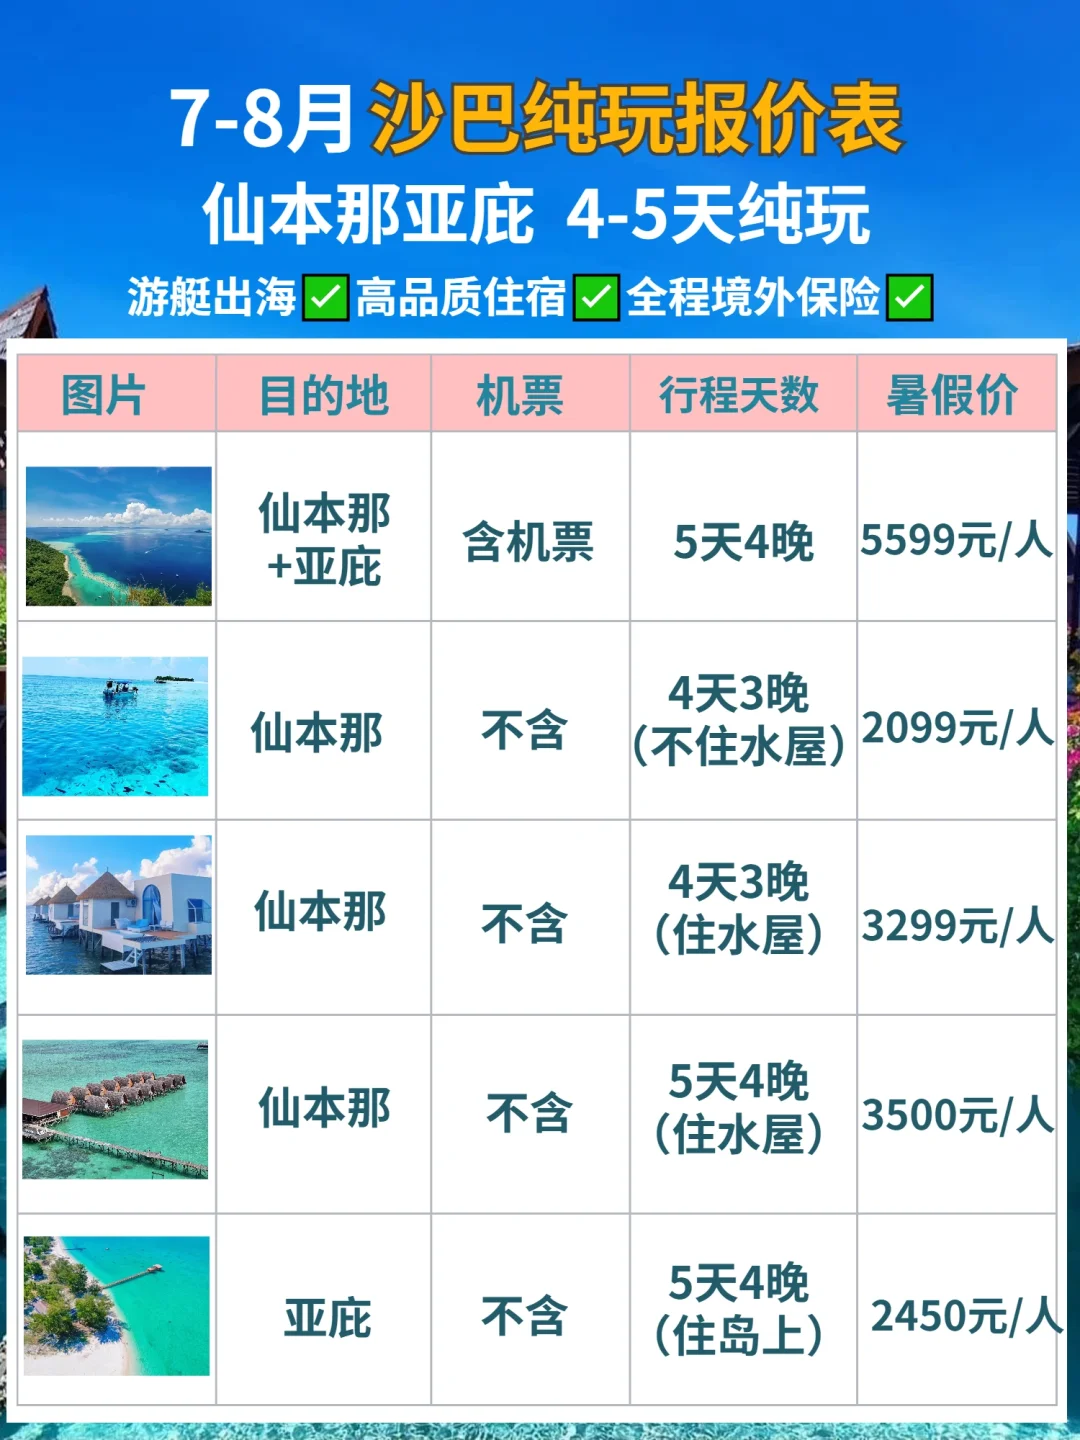 7-8月 沙巴纯玩报价表
仙本那亚庇 4-5天纯玩
游艇出海✅高品质住宿✅全程境外保险✅
图片 目的地 机票 行程天数 暑假价
仙本那
+亚庇
含机票 5天4晚 5599元/人
仙本那 不含
4天3晚
（不住水屋）
2099元/人
仙本那 不含
4天3晚
（住水屋）
3299元/人
仙本那 不含
5天4晚
（住水屋）
3500元/人
亚庇 不含
5天4晚
（住岛上）
2450元/人